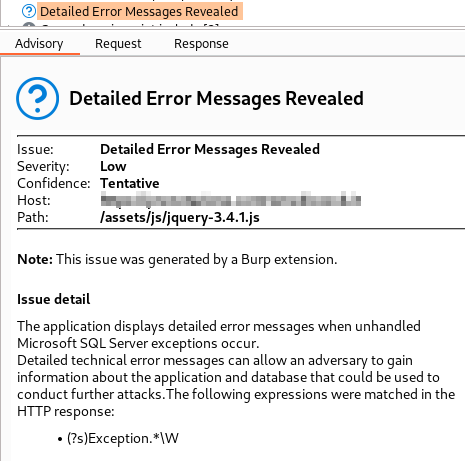 Detailed Error Messages Revealed
Advisory Request Response
Detailed Error Messages Revealed
Issue: Detailed Error Messages Revealed
Severity: Low
Confidence: Tentative
Host:
Path: /assets/js/jquery-3.4.1.js
Note: This issue was generated by a Burp extension.
Issue detail
The application displays detailed error messages when unhandled
Microsoft SQL Server exceptions occur.
Detailed technical error messages can allow an adversary to gain
information about the application and database that could be used to
conduct further attacks.The following expressions were matched in the
HTTP response:
• (?s)Exception.*\W